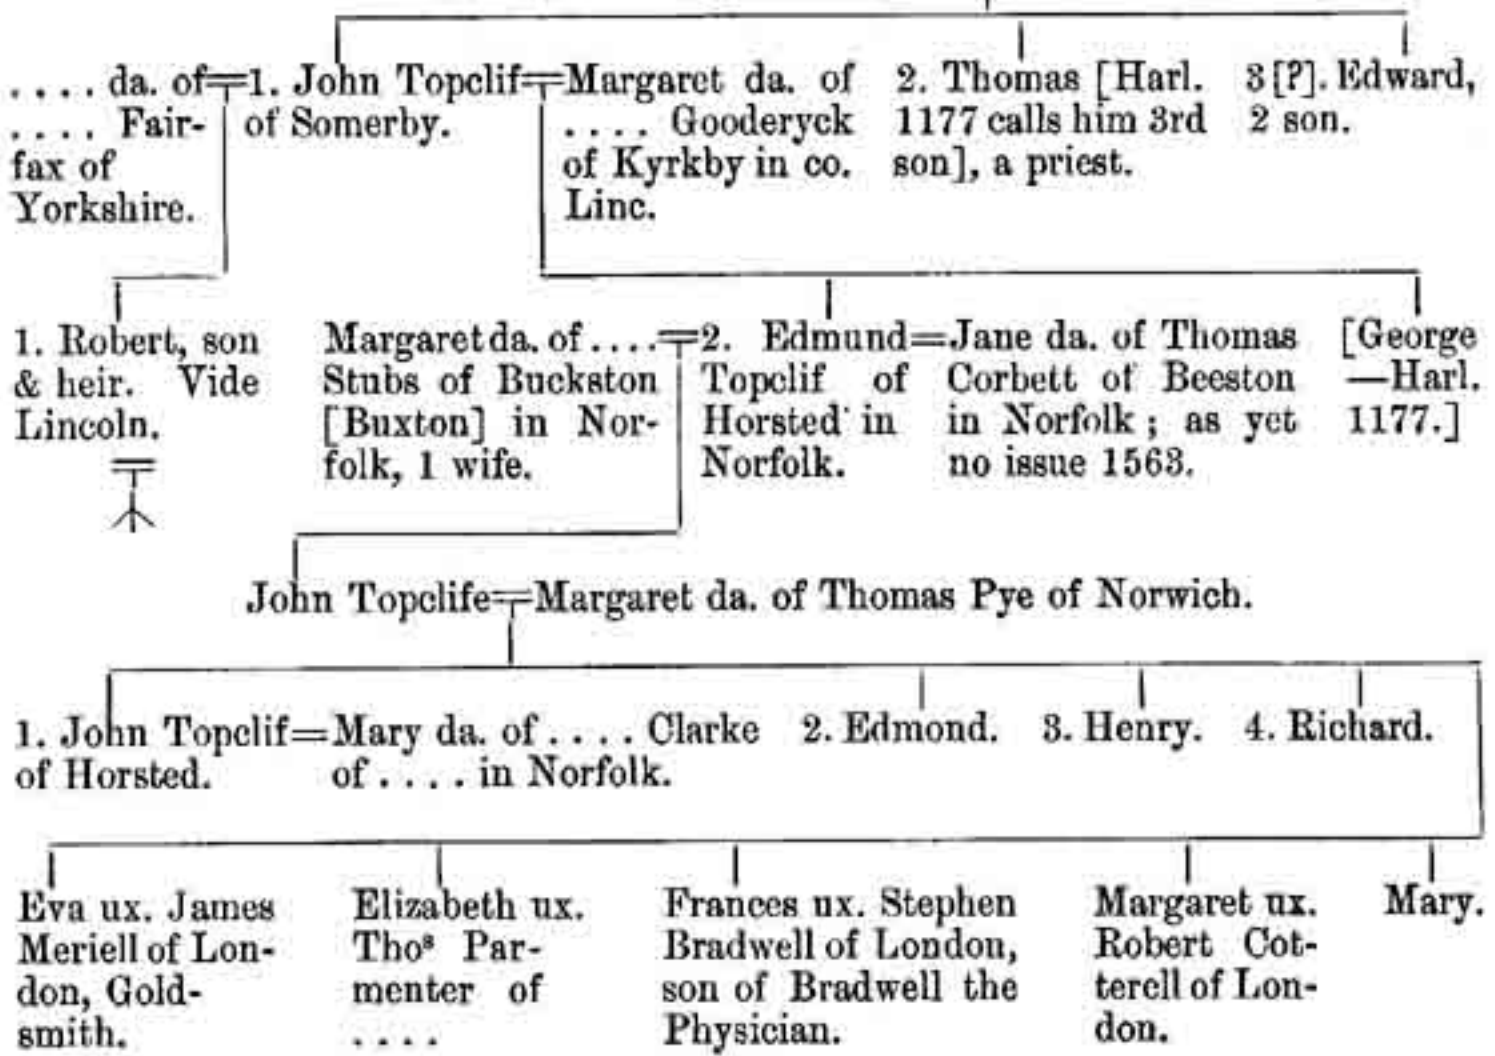 .... da. of
.... Fair-
fax of
Yorkshire.
1. John Topclif
of Somerby.
Margaret da. of
.... Gooderyck
of Kyrkby in co.
Linc.
2. Thomas [Harl.
1177 calls him 3rd
son], a priest.
3 [?]. Edward,
2 son.
1. Robert, son
& heir. Vide
Lincoln.
Margaret da. of ....
Stubs of Buckston
[Buxton] in Nor-
folk, 1 wife.
2. Edmund
Topclif of
Horsted in
Norfolk.
=Jane da. of Thomas
Corbett of Beeston
in Norfolk; as yet
no issue 1563.
[George
—Harl.
1177.]
John Topclife=Margaret da. of Thomas Pye of Norwich.
1. John Topclif=
of Horsted.
Mary da. of .... Clarke
of .... in Norfolk.
2. Edmond.
3. Henry.
4. Richard.
Eva ux. James
Meriell of Lon-
don, Gold-
smith.
Elizabeth ux.
Thoˢ Par-
menter of
....
Frances ux. Stephen
Bradwell of London,
son of Bradwell the
Physician.
Margaret ux.
Robert Cot-
terell of Lon-
don.
Mary.